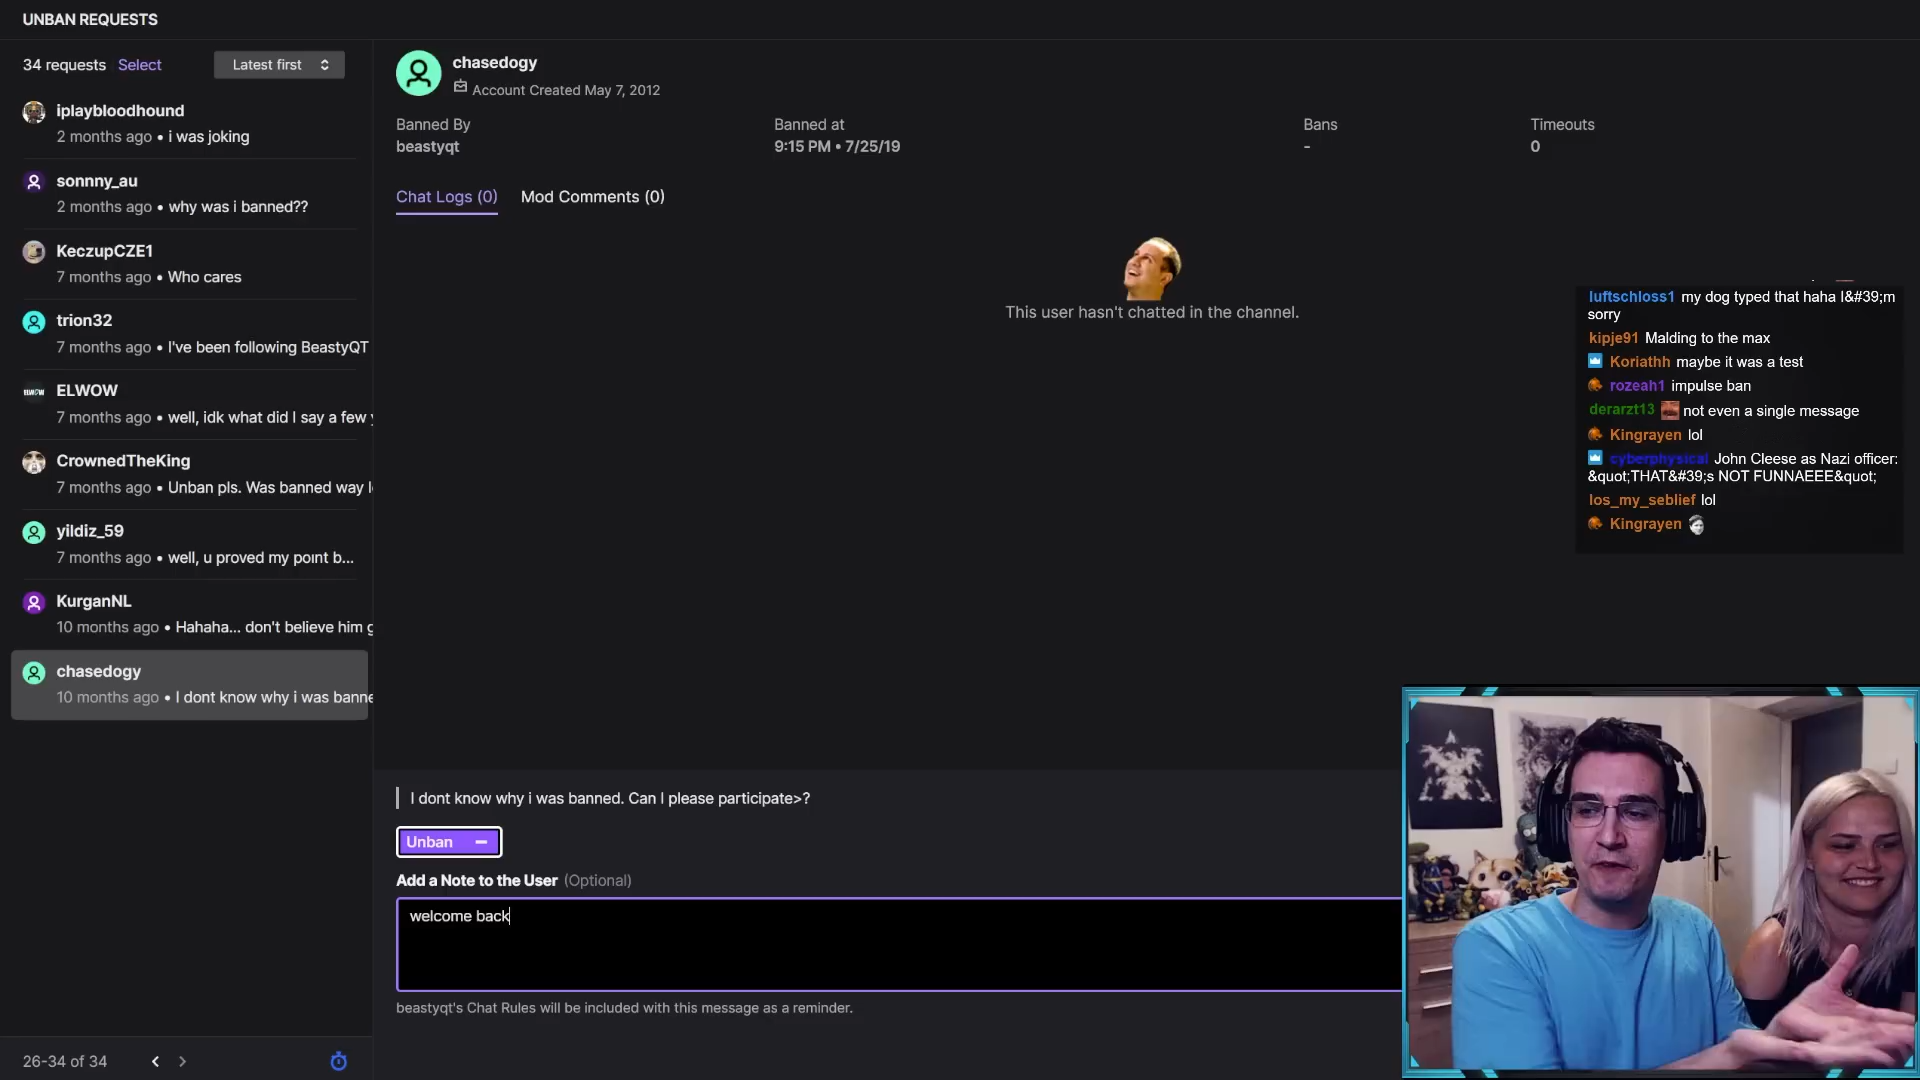 UNBAN REQUESTS
34 requests Select Latest first
iplaybloodhound
2 months ago • i was joking
sonnny_au
2 months ago • why was i banned??
KeczupCZE1
7 months ago • Who cares
trion32
7 months ago • I've been following BeastyQT
ELWOW
7 months ago • well, idk what did I say a few
CrownedTheKing
7 months ago • Unban pls. Was banned way
yildiz_59
7 months ago • well, u proved my poınt b...
KurganNL
10 months ago • Hahaha... don't believe him g
chasedogy
10 months ago • I dont know why i was banne
26-34 of 34
chasedogy
Account Created May 7, 2012
Banned By Banned at Bans Timeouts
beastyqt 9:15 PM • 7/25/19 - 0
Chat Logs (0) Mod Comments (0)
This user hasn't chatted in the channel.
I dont know why i was banned. Can I please participate>?
Unban
Add a Note to the User (Optional)
welcome back
beastyqt's Chat Rules will be included with this message as a reminder.
luftschloss1 my dog typed that haha I&#39;m
sorry
kipje91 Malding to the max
Koriathh maybe it was a test
rozeah1 impulse ban
derarzt13 not even a single message
Kingrayen lol
cyberphysical John Cleese as Nazi officer:
&quot;THAT&#39;s NOT FUNNAEEE&quot;
los_my_seblief lol
Kingrayen